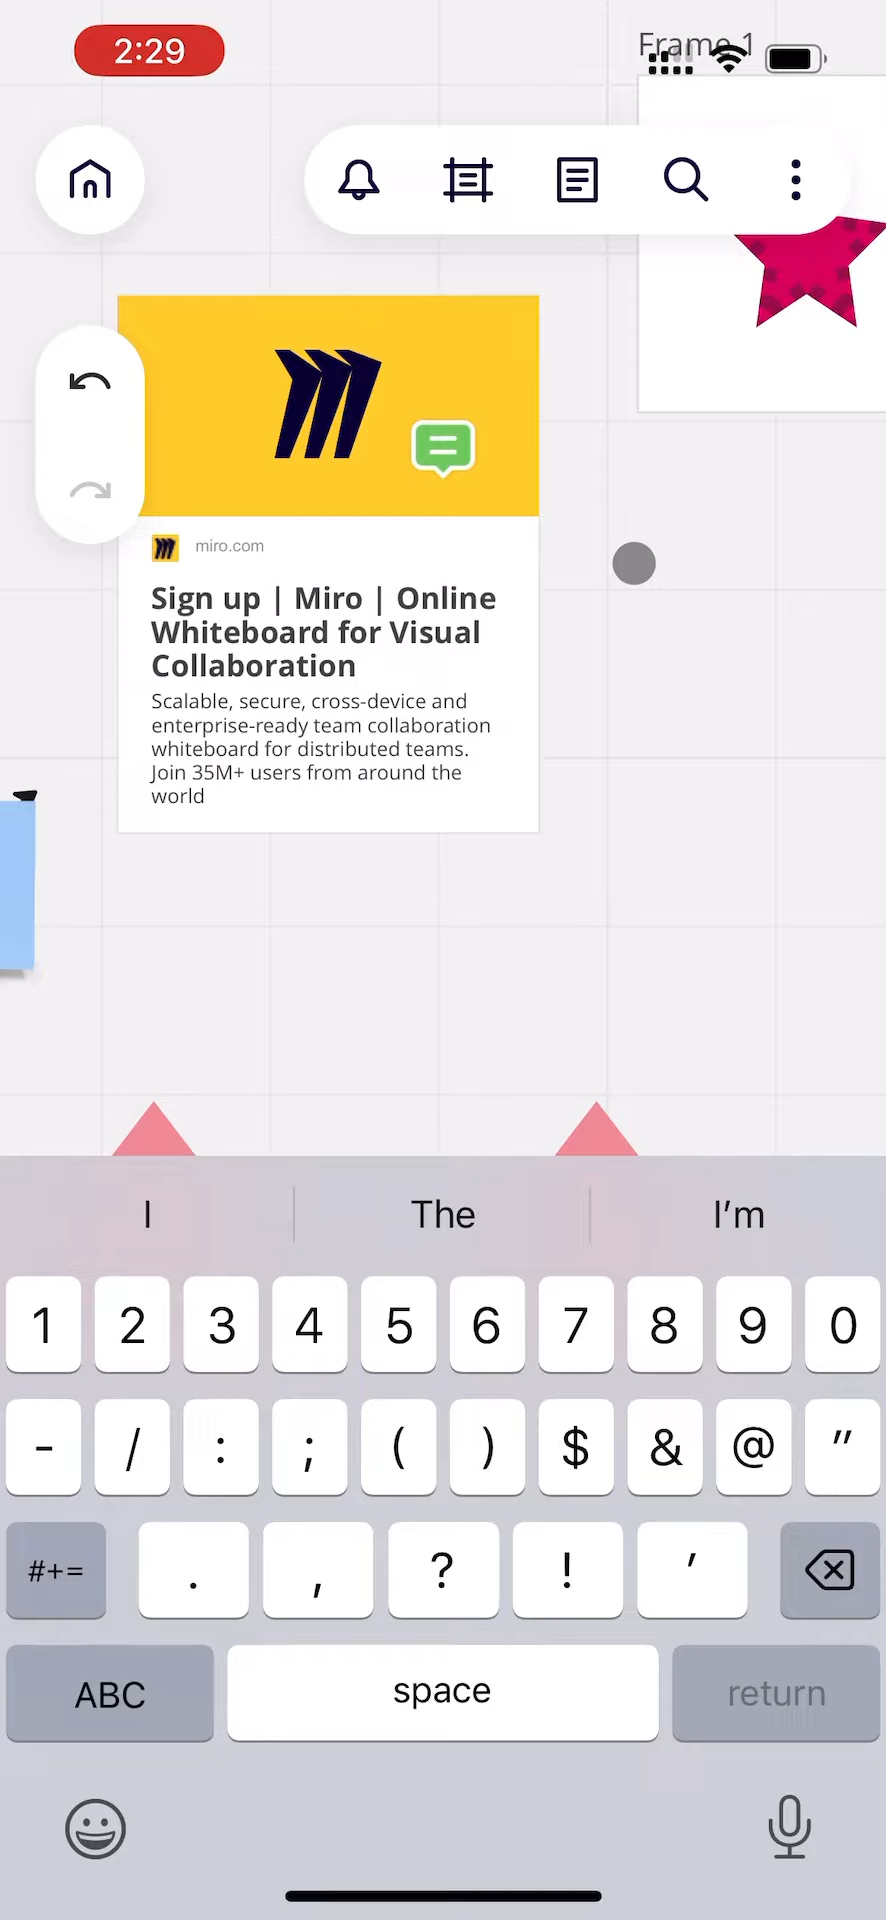 2:29
Frame 1
miro.com
Sign up | Miro | Online
Whiteboard for Visual
Collaboration
Scalable, secure, cross-device and
enterprise-ready team collaboration
whiteboard for distributed teams.
Join 35M+ users from around the
world
I The I’m
1 2 3 4 5 6 7 8 9 0
- / : ; ( ) $ & @ "
#+= . , ? ! ’
ABC space return